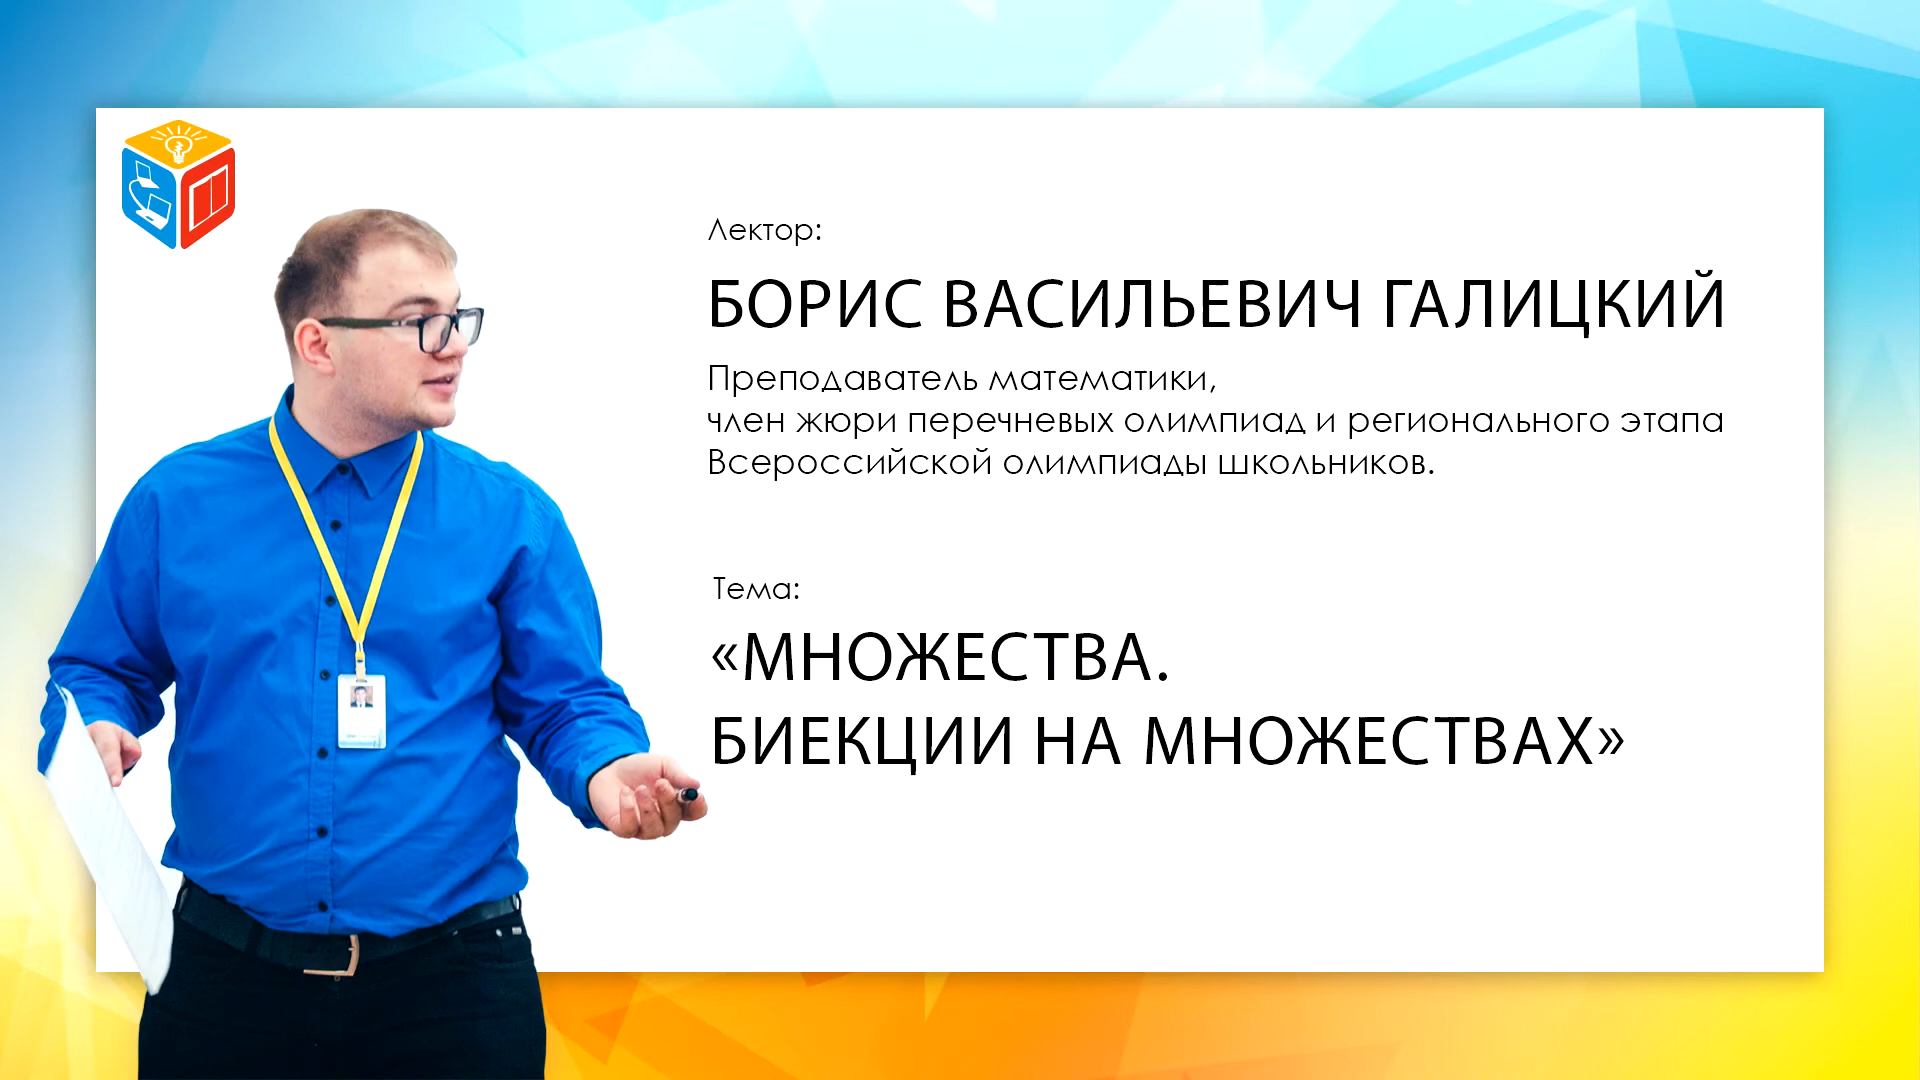 Лектор:
БОРИС ВАСИЛЬЕВИЧ ГАЛИЦКИЙ
Преподаватель математики,
член жюри перечневых олимпиад и регионального этапа
Всероссийской олимпиады школьников.
Тема:
«МНОЖЕСТВА.
БИЕКЦИИ НА МНОЖЕСТВАХ»